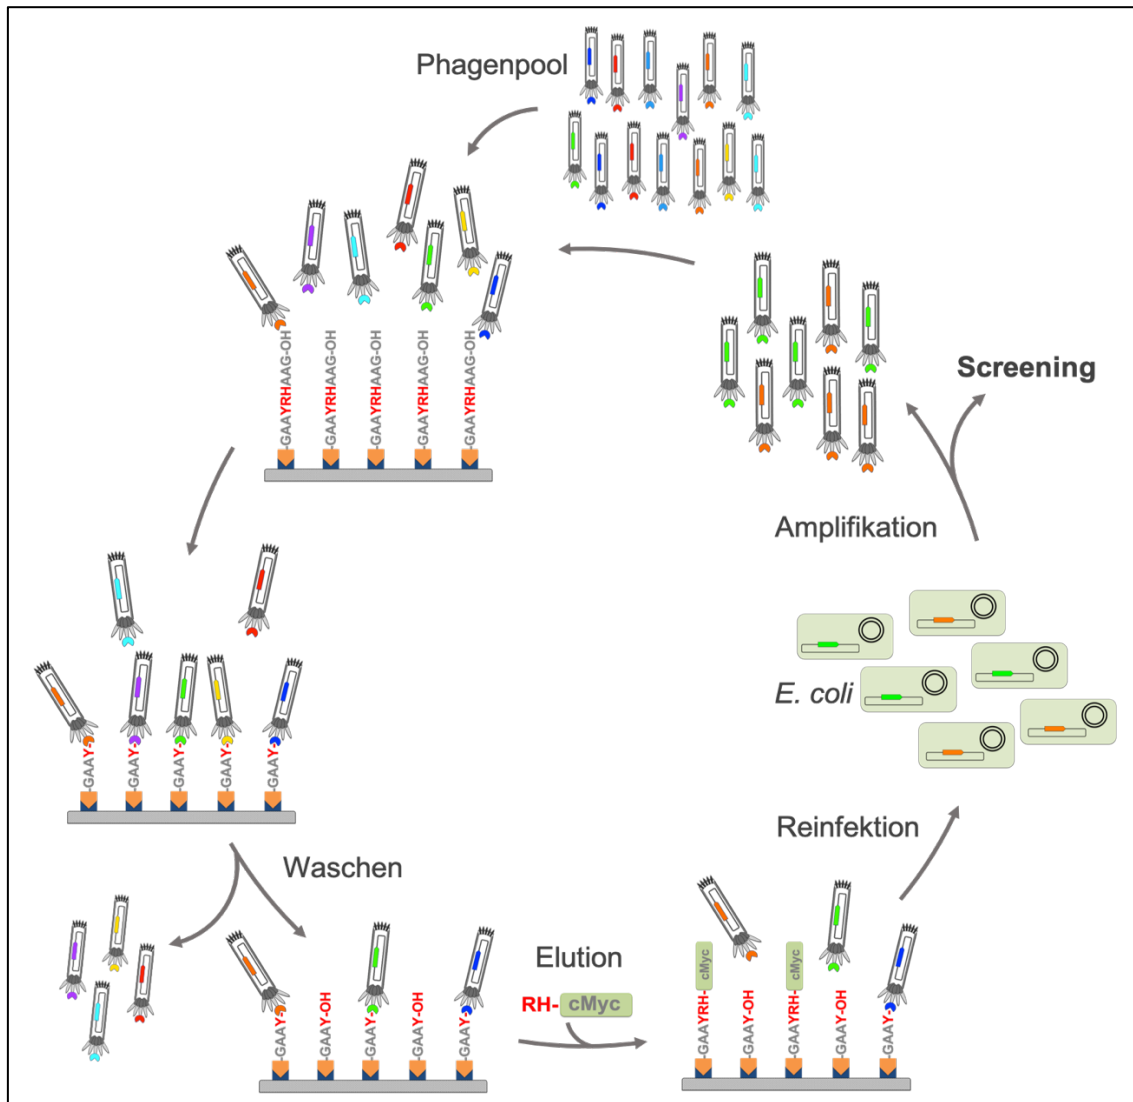 Phagenpool
-GAAYRHAAG-OH
-GAAYRHAAG-OH
-GAAYRHAAG-OH
-GAAYRHAAG-OH
-GAAYRHAAG-OH
Screening
Amplifikation
E. coli
-GAAY-
-GAAY-
-GAAY-
-GAAY-
-GAAY-
Reinfektion
Waschen
Elution
RH-cMyc
-GAAY-
-GAAY-OH
-GAAY-
-GAAY-OH
-GAAY-
-GAAYRH-cMyc
-GAAY-OH
-GAAYRH-cMyc
-GAAY-OH
-GAAY-